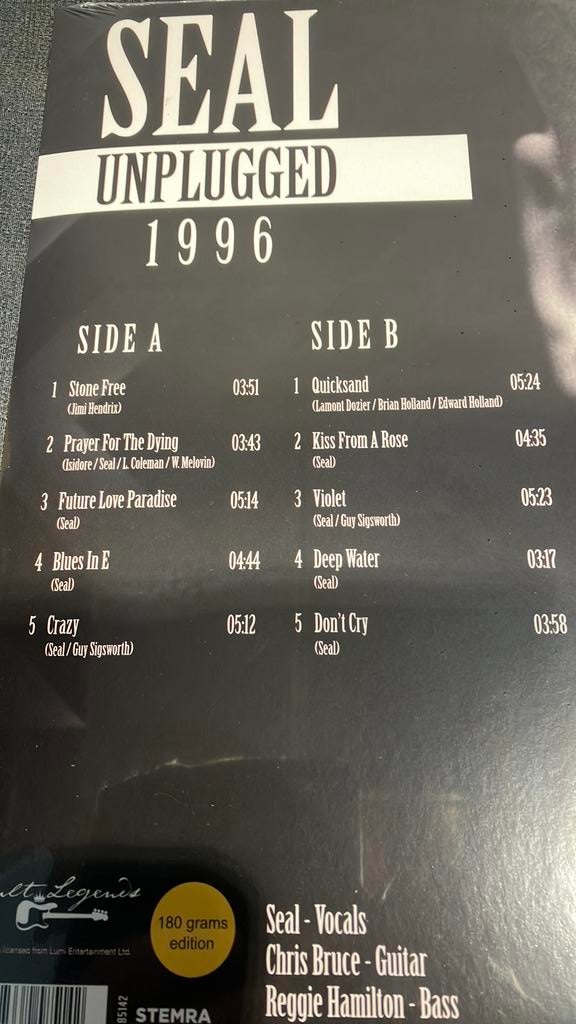 SEAL
UNPLUGGED
1996
SIDE A
1 Stone Free 03:51
(Jimi Hendrix)
2 Prayer For The Dying 03:43
(Isidore / Seal / L. Coleman / W. Melovin)
3 Future Love Paradise 05:14
(Seal)
4 Blues In E 04:44
(Seal)
5 Crazy 05:12
(Seal / Guy Sigsworth)
SIDE B
1 Quicksand 05:24
(Lamont Dozier / Brian Holland / Edward Holland)
2 Kiss From A Rose 04:35
(Seal)
3 Violet 05:23
(Seal / Guy Sigsworth)
4 Deep Water 03:17
(Seal)
5 Don't Cry 03:58
(Seal)
Legends
licensed from Lumi Entertainment Ltd.
180 grams
edition
85142
STEMRA
Seal - Vocals
Chris Bruce - Guitar
Reggie Hamilton - Bass